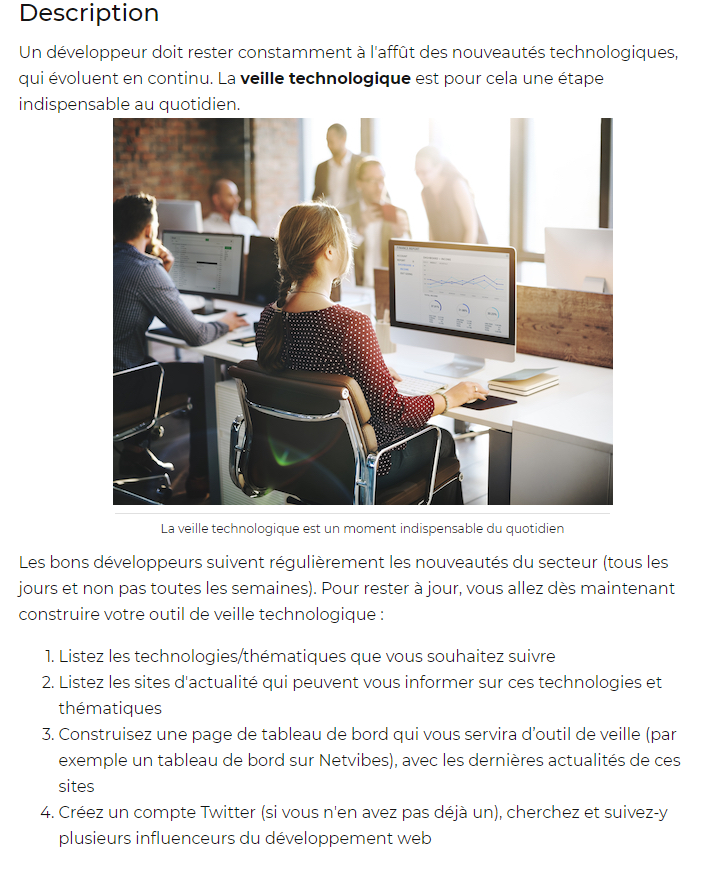 Description
Un développeur doit rester constamment à l'affût des nouveautés technologiques,
qui évoluent en continu. La veille technologique est pour cela une étape
indispensable au quotidien.
La veille technologique est un moment indispensable du quotidien
Les bons développeurs suivent régulièrement les nouveautés du secteur (tous les
jours et non pas toutes les semaines). Pour rester à jour, vous allez dès maintenant
construire votre outil de veille technologique :
1. Listez les technologies/thématiques que vous souhaitez suivre
2. Listez les sites d'actualité qui peuvent vous informer sur ces technologies et
thématiques
3. Construisez une page de tableau de bord qui vous servira d’outil de veille (par
exemple un tableau de bord sur Netvibes), avec les dernières actualités de ces
sites
4. Créez un compte Twitter (si vous n'en avez pas déjà un), cherchez et suivez-y
plusieurs influenceurs du développement web